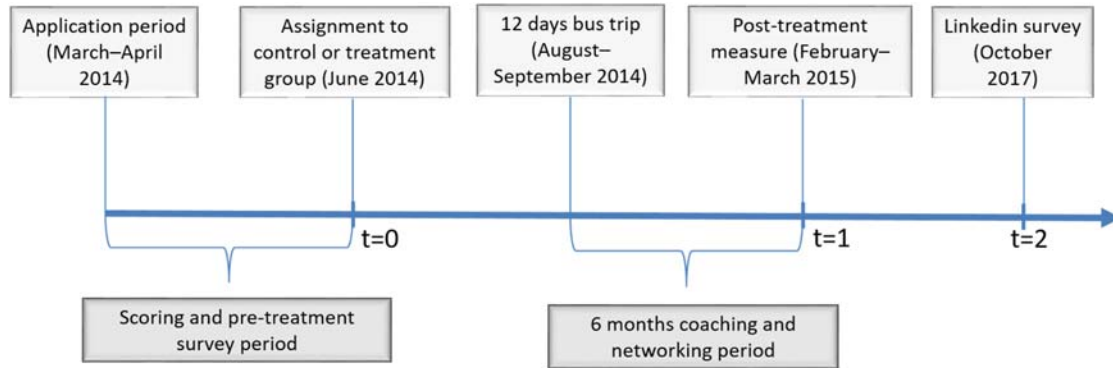 Application period
(March–April
2014)
Assignment to
control or treatment
group (June 2014)
12 days bus trip
(August–
September 2014)
Post-treatment
measure (February–
March 2015)
Linkedin survey
(October
2017)
t=0
t=1
t=2
Scoring and pre-treatment
survey period
6 months coaching and
networking period